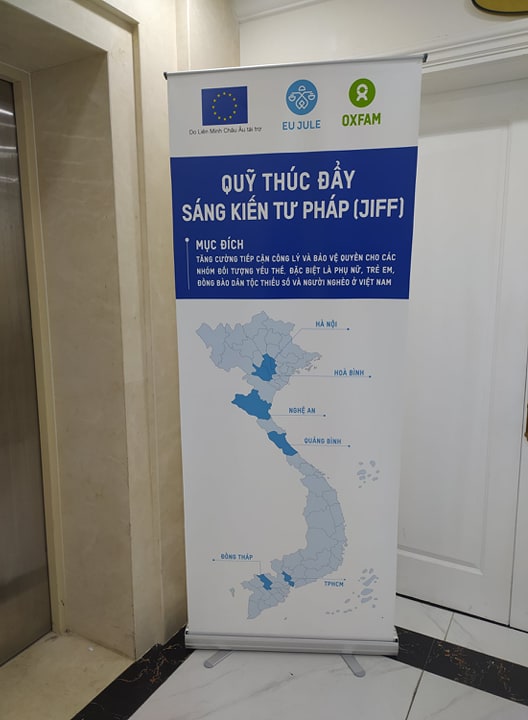 Do Liên Minh Châu Âu tài trợ
EU JULE
OXFAM
QUỸ THÚC ĐẨY
SÁNG KIẾN TƯ PHÁP (JIFF)
MỤC ĐÍCH
TĂNG CƯỜNG TIẾP CẬN CÔNG LÝ VÀ BẢO VỆ QUYỀN CHO CÁC
NHÓM ĐỐI TƯỢNG YẾU THẾ, ĐẶC BIỆT LÀ PHỤ NỮ, TRẺ EM,
ĐỒNG BÀO DÂN TỘC THIỂU SỐ VÀ NGƯỜI NGHÈO Ở VIỆT NAM
HÀ NỘI
HOÀ BÌNH
NGHỆ AN
QUẢNG BÌNH
ĐỒNG THÁP
TPHCM